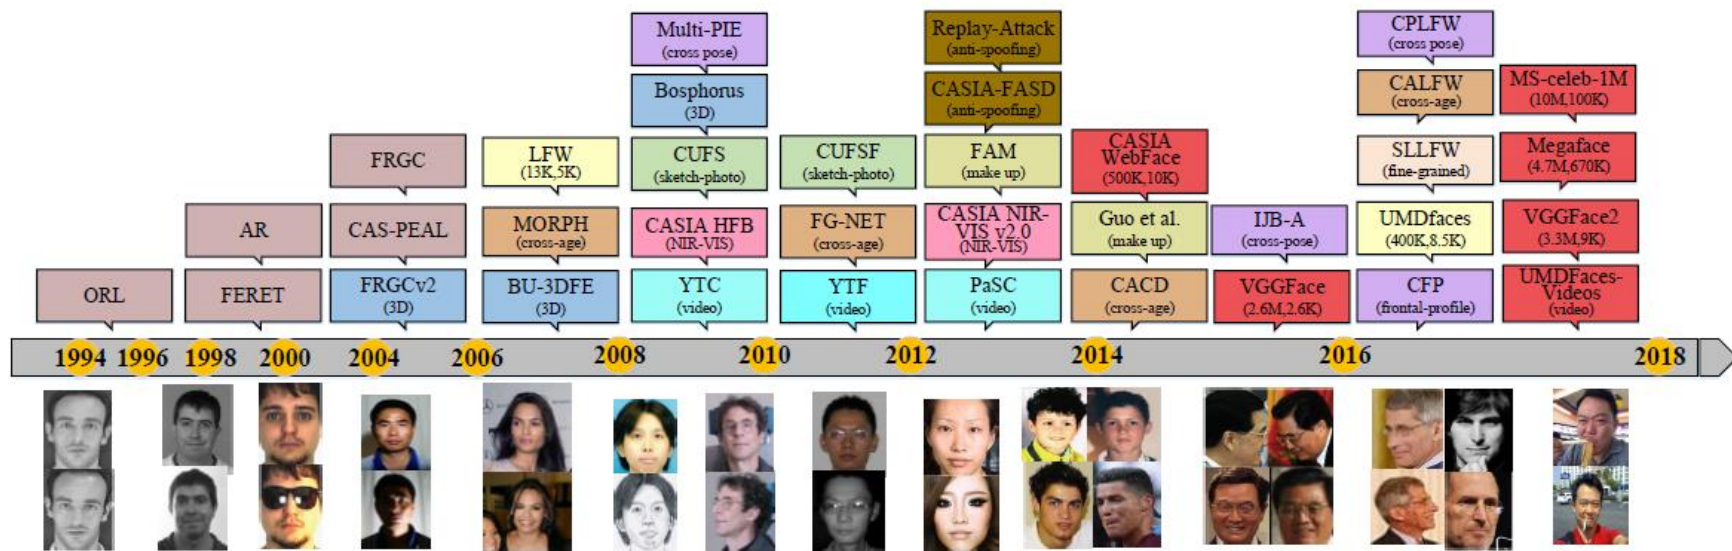 Multi-PIE
(cross pose)
Replay-Attack
(anti-spoofing)
CPLFW
(cross pose)
Bosphorus
(3D)
CASIA-FASD
(anti-spoofing)
CALFW
(cross-age)
MS-celeb-1M
(10M,100K)
FRGC
LFW
(13K,5K)
CUFS
(sketch-photo)
CUFSF
(sketch-photo)
FAM
(make up)
CASIA
WebFace
(500K,10K)
SLLFW
(fine-grained)
Megaface
(4.7M,670K)
AR
CAS-PEAL
MORPH
(cross-age)
CASIA HFB
(NIR-VIS)
FG-NET
(cross-age)
CASIA NIR-
VIS v2.0
(NIR-VIS)
Guo et al.
(make up)
IJB-A
(cross-pose)
UMDfaces
(400K,8.5K)
VGGFace2
(3.3M,9K)
ORL
FERET
FRGCv2
(3D)
BU-3DFE
(3D)
YTC
(video)
YTF
(video)
PaSC
(video)
CACD
(cross-age)
VGGFace
(2.6M,2.6K)
CFP
(frontal-profile)
UMDFaces-
Videos
(video)
1994 1996 1998 2000 2004 2006 2008 2010 2012 2014 2016 2018